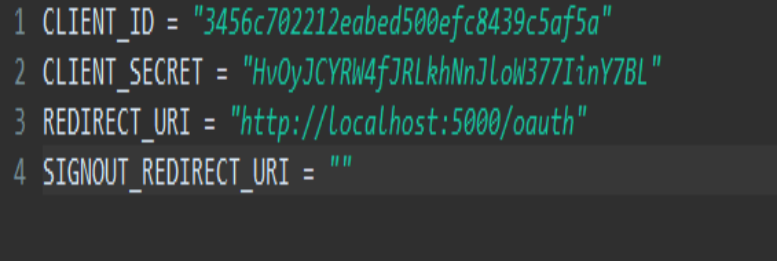 1 CLIENT_ID = "3456c702212eabed500efc8439c5af5a"
2 CLIENT_SECRET = "HvOyJCYRW4fJRLkhNnJloW377IinY7BL"
3 REDIRECT_URI = "http://localhost:5000/oauth"
4 SIGNOUT_REDIRECT_URI = ""